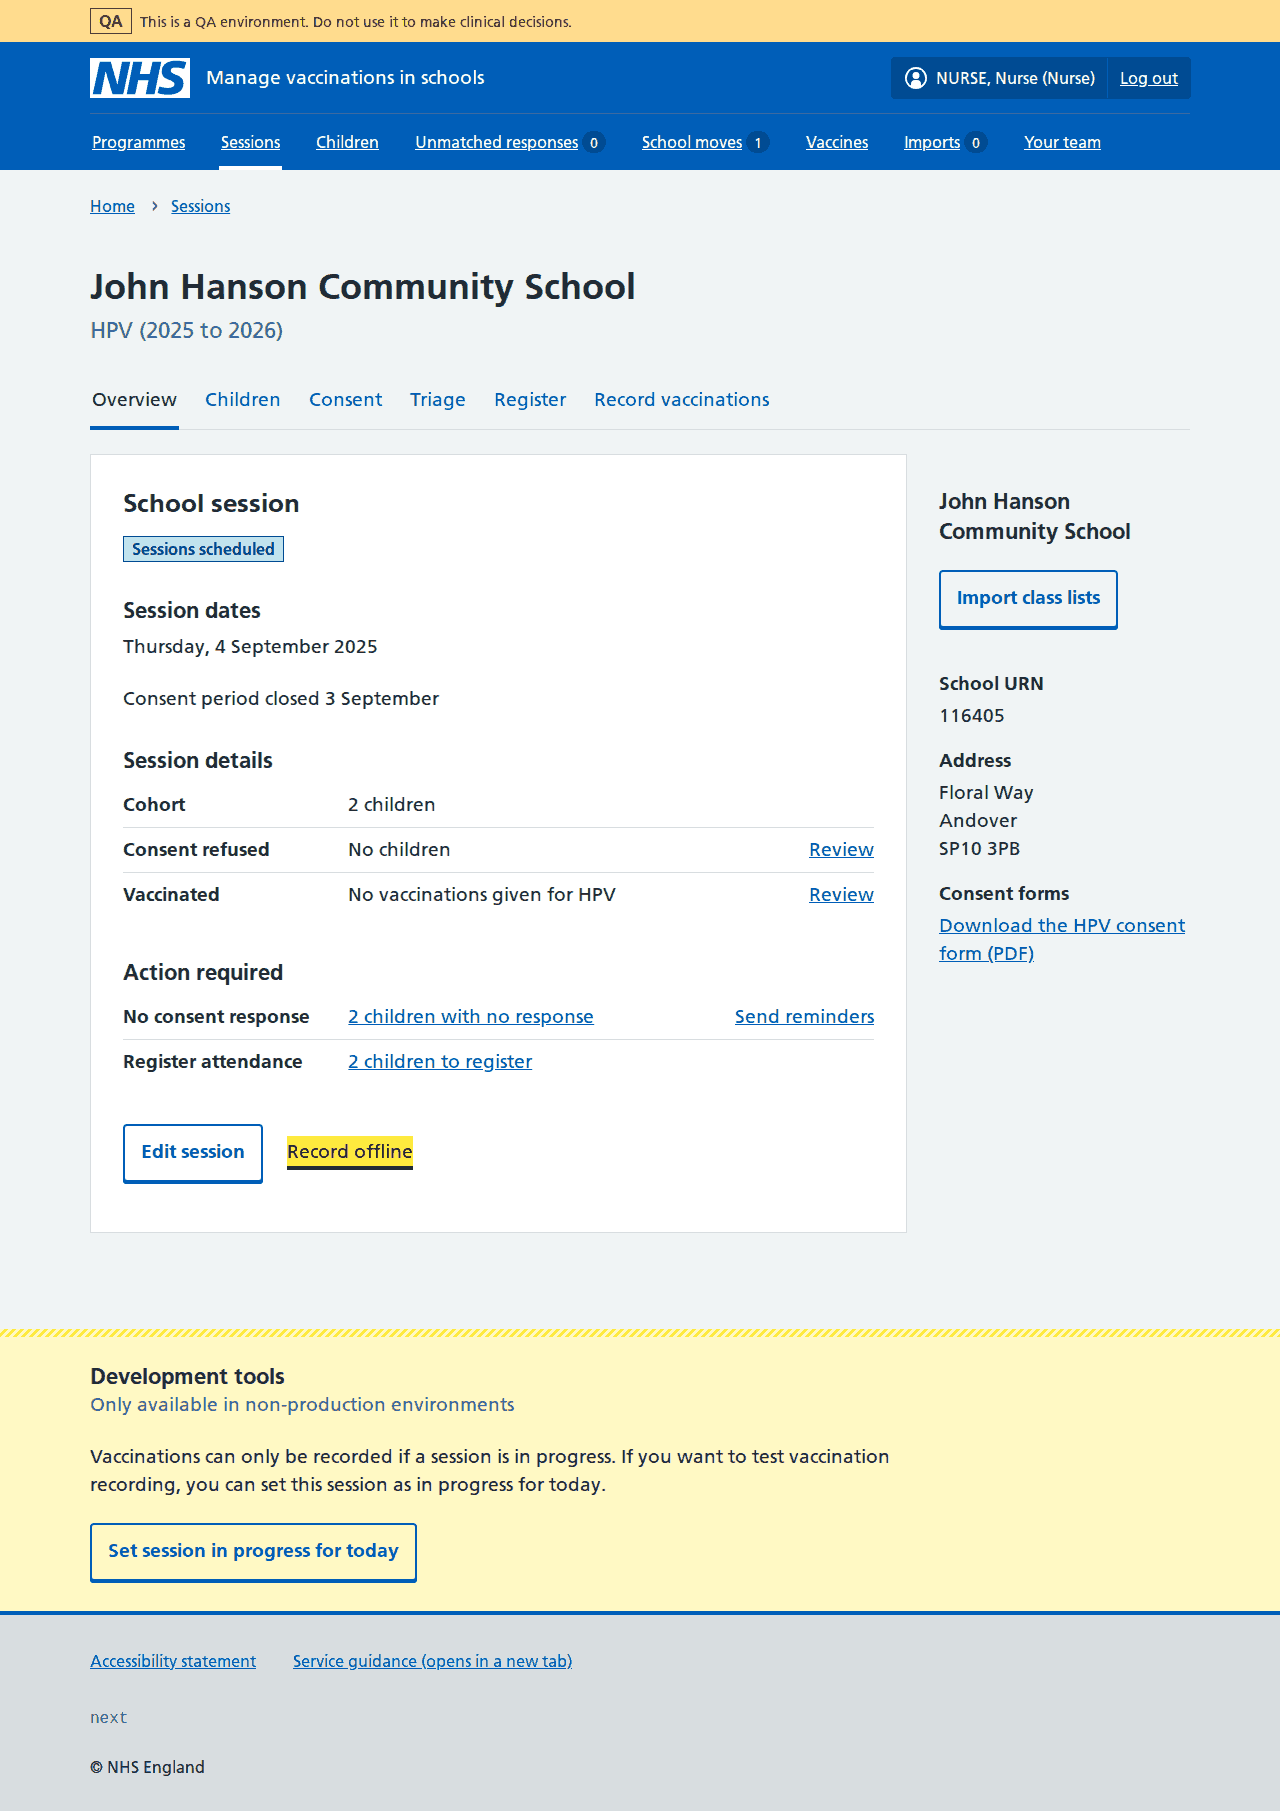 QA This is a QA environment. Do not use it to make clinical decisions.
NHS Manage vaccinations in schools NURSE, Nurse (Nurse) Log out
Programmes Sessions Children Unmatched responses 0 School moves 1 Vaccines Imports 0 Your team
Home › Sessions
John Hanson Community School
HPV (2025 to 2026)
Overview Children Consent Triage Register Record vaccinations
School session
Sessions scheduled
Session dates
Thursday, 4 September 2025
Consent period closed 3 September
Session details
Cohort 2 children
Consent refused No children Review
Vaccinated No vaccinations given for HPV Review
Action required
No consent response 2 children with no response Send reminders
Register attendance 2 children to register
Edit session Record offline
John Hanson
Community School
Import class lists
School URN
116405
Address
Floral Way
Andover
SP10 3PB
Consent forms
Download the HPV consent
form (PDF)
Development tools
Only available in non-production environments
Vaccinations can only be recorded if a session is in progress. If you want to test vaccination
recording, you can set this session as in progress for today.
Set session in progress for today
Accessibility statement Service guidance (opens in a new tab)
next
© NHS England